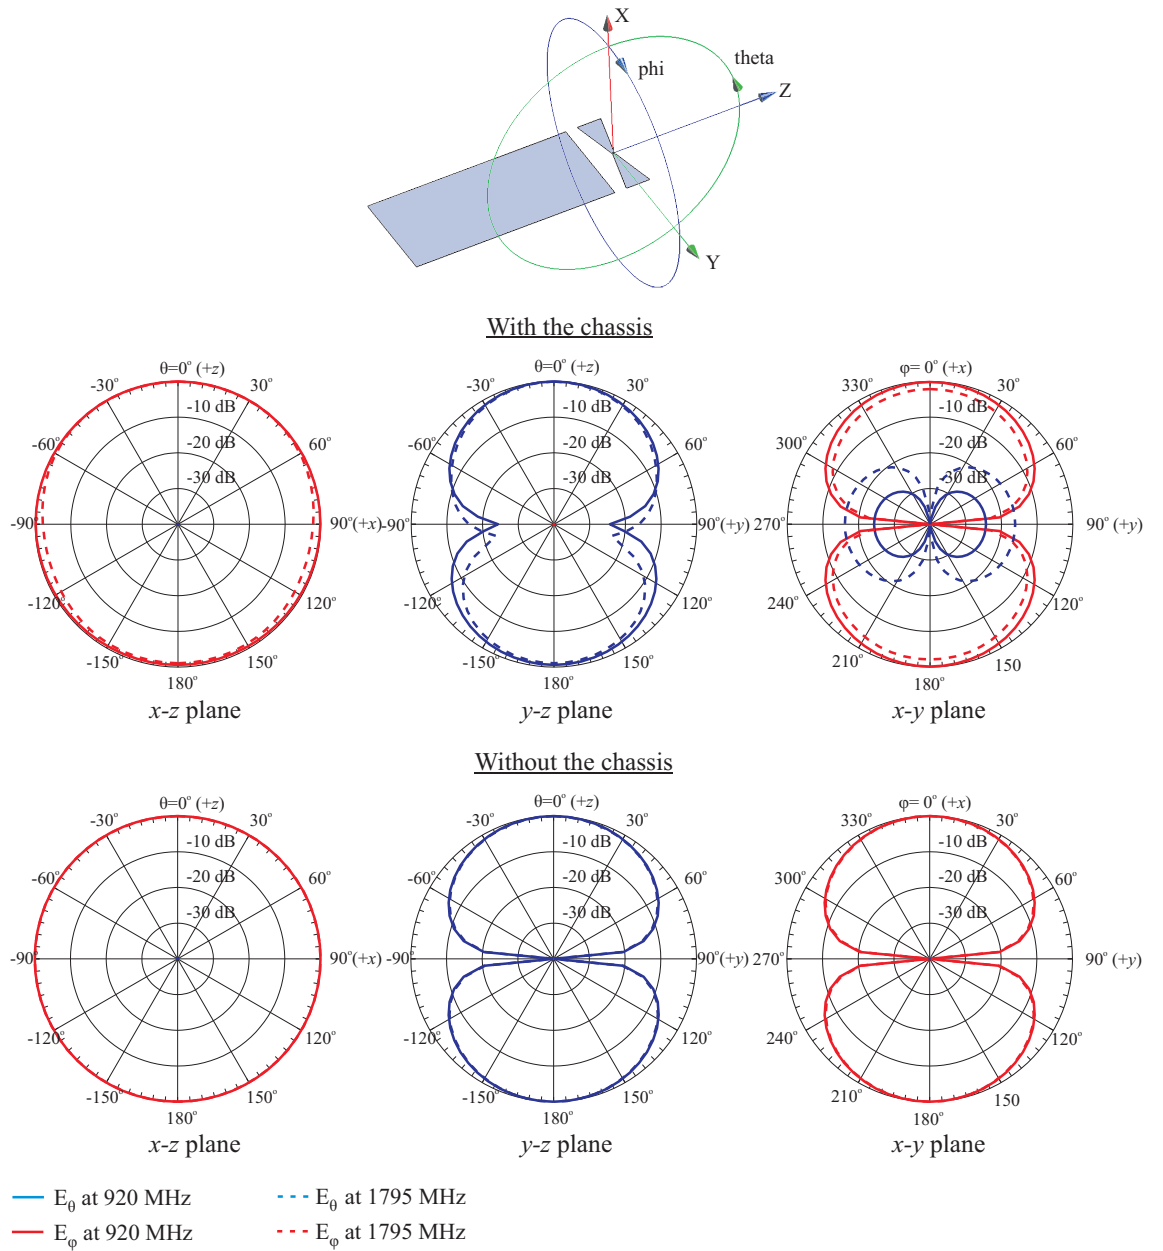 X
phi
theta
Z
Y
With the chassis
θ=0° (+z)
-30° 30°
-10 dB
-20 dB
-30 dB
-60° 60°
-90° 90°(+x)
-120° 120°
-150° 150°
180°
x-z plane
θ=0° (+z)
-30° 30°
-10 dB
-20 dB
-30 dB
-60° 60°
-90° 90°(+y)
-120° 120°
-150° 150°
180°
y-z plane
φ= 0° (+x)
330° 30°
-10 dB
-20 dB
-30 dB
300° 60°
270° 90° (+y)
240° 120°
210° 150
180°
x-y plane
Without the chassis
θ=0° (+z)
-30° 30°
-10 dB
-20 dB
-30 dB
-60° 60°
-90° 90°(+x)
-120° 120°
-150° 150°
180°
x-z plane
θ=0° (+z)
-30° 30°
-10 dB
-20 dB
-30 dB
-60° 60°
-90° 90°(+y)
-120° 120°
-150° 150°
180°
y-z plane
φ= 0° (+x)
330° 30°
-10 dB
-20 dB
-30 dB
300° 60°
270° 90° (+y)
240° 120°
210° 150
180°
x-y plane
Eθ at 920 MHz
Eθ at 1795 MHz
Eφ at 920 MHz
Eφ at 1795 MHz